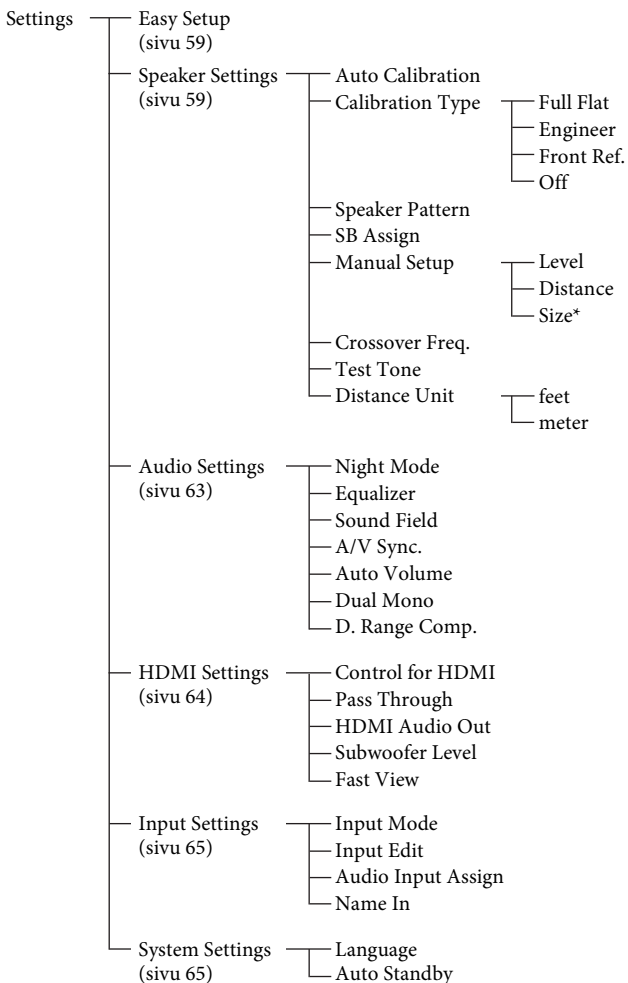 Settings
Easy Setup
(sivu 59)
Speaker Settings
(sivu 59)
Auto Calibration
Calibration Type
Full Flat
Engineer
Front Ref.
Off
Speaker Pattern
SB Assign
Manual Setup
Level
Distance
Size*
Crossover Freq.
Test Tone
Distance Unit
feet
meter
Audio Settings
(sivu 63)
Night Mode
Equalizer
Sound Field
A/V Sync.
Auto Volume
Dual Mono
D. Range Comp.
HDMI Settings
(sivu 64)
Control for HDMI
Pass Through
HDMI Audio Out
Subwoofer Level
Fast View
Input Settings
(sivu 65)
Input Mode
Input Edit
Audio Input Assign
Name In
System Settings
(sivu 65)
Language
Auto Standby